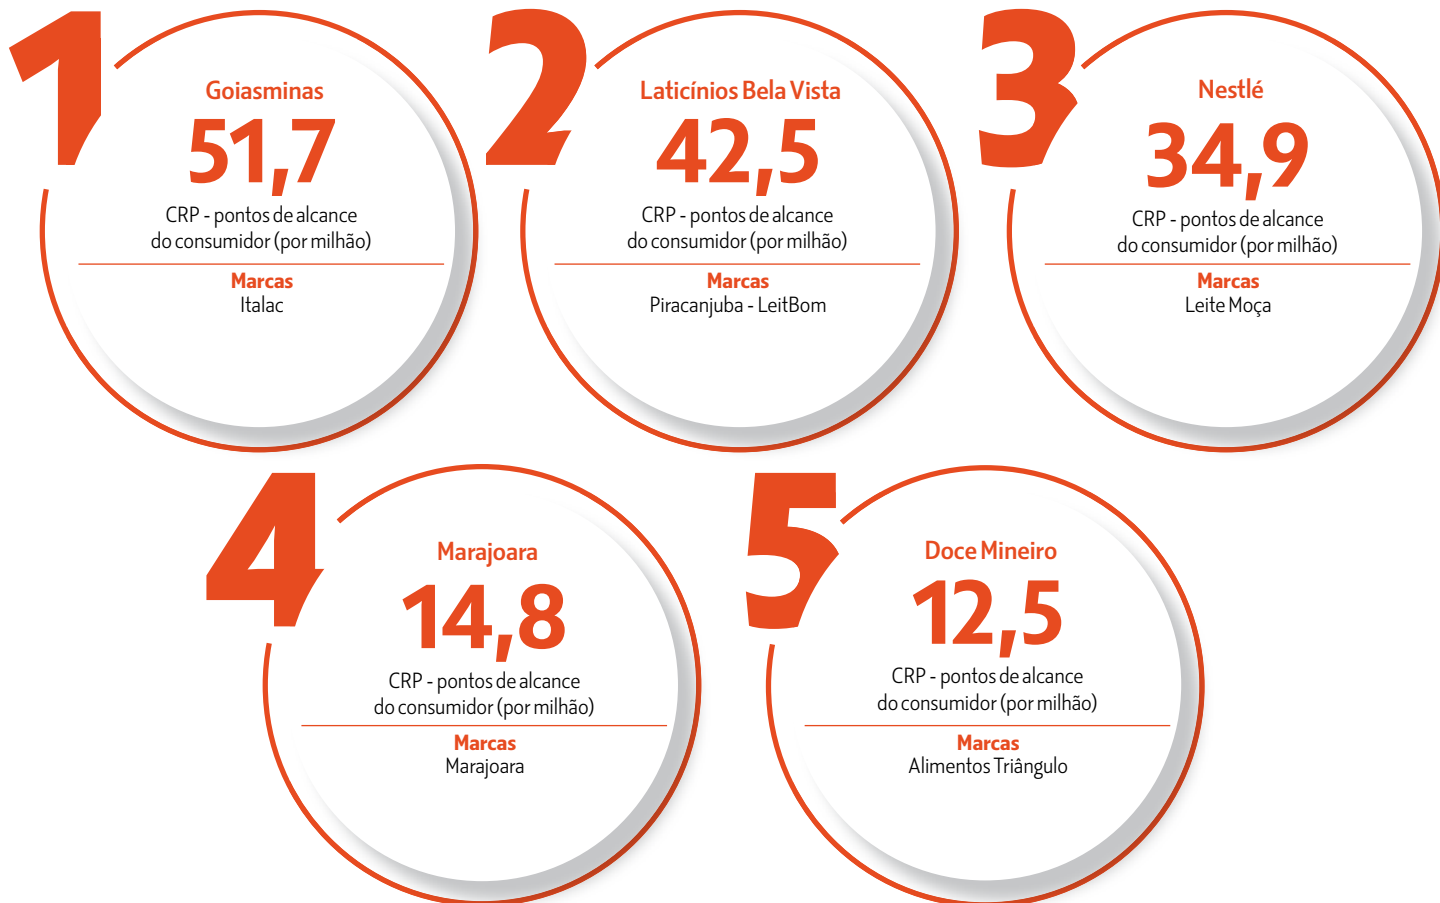 1
Goiasminas
51,7
CRP - pontos de alcance
do consumidor (por milhão)
Marcas
Italac
2
Laticínios Bela Vista
42,5
CRP - pontos de alcance
do consumidor (por milhão)
Marcas
Piracanjuba - LeitBom
3
Nestlé
34,9
CRP - pontos de alcance
do consumidor (por milhão)
Marcas
Leite Moça
4
Marajoara
14,8
CRP - pontos de alcance
do consumidor (por milhão)
Marcas
Marajoara
5
Doce Mineiro
12,5
CRP - pontos de alcance
do consumidor (por milhão)
Marcas
Alimentos Triângulo